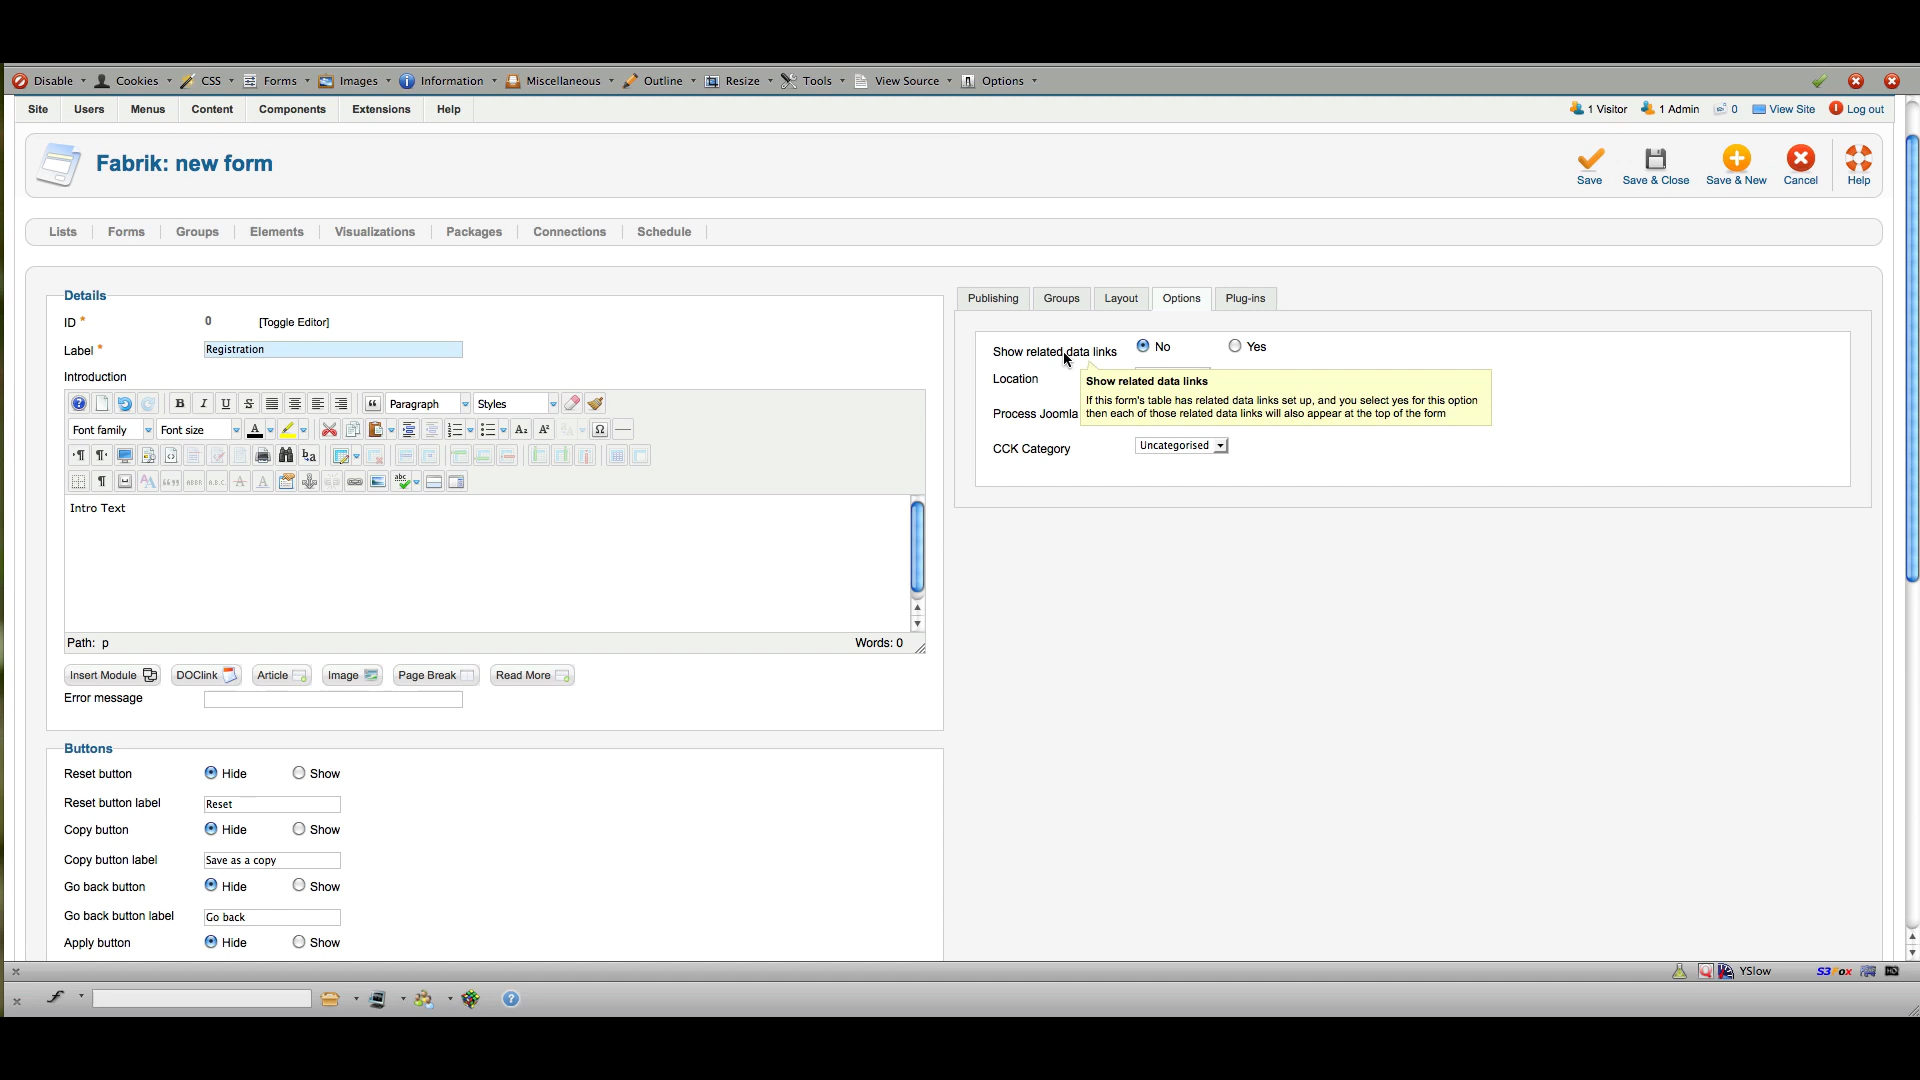 Disable Cookies CSS Forms Images Information Miscellaneous Outline Resize Tools View Source Options
Site Users Menus Content Components Extensions Help 1 Visitor 1 Admin 0 View Site Log out
Fabrik: new form
Save Save & Close Save & New Cancel Help
Lists Forms Groups Elements Visualizations Packages Connections Schedule
Details
ID * 0 [Toggle Editor]
Label * Registration
Introduction
Paragraph Styles
Font family Font size
Intro Text
Path: p Words: 0
Insert Module DOClink Article Image Page Break Read More
Error message
Buttons
Reset button Hide Show
Reset button label Reset
Copy button Hide Show
Copy button label Save as a copy
Go back button Hide Show
Go back button label Go back
Apply button Hide Show
Publishing Groups Layout Options Plug-ins
Show related data links No Yes
Location
Process Joomla
CCK Category Uncategorised
Show related data links
If this form's table has related data links set up, and you select yes for this option
then each of those related data links will also appear at the top of the form
YSlow S3Fox